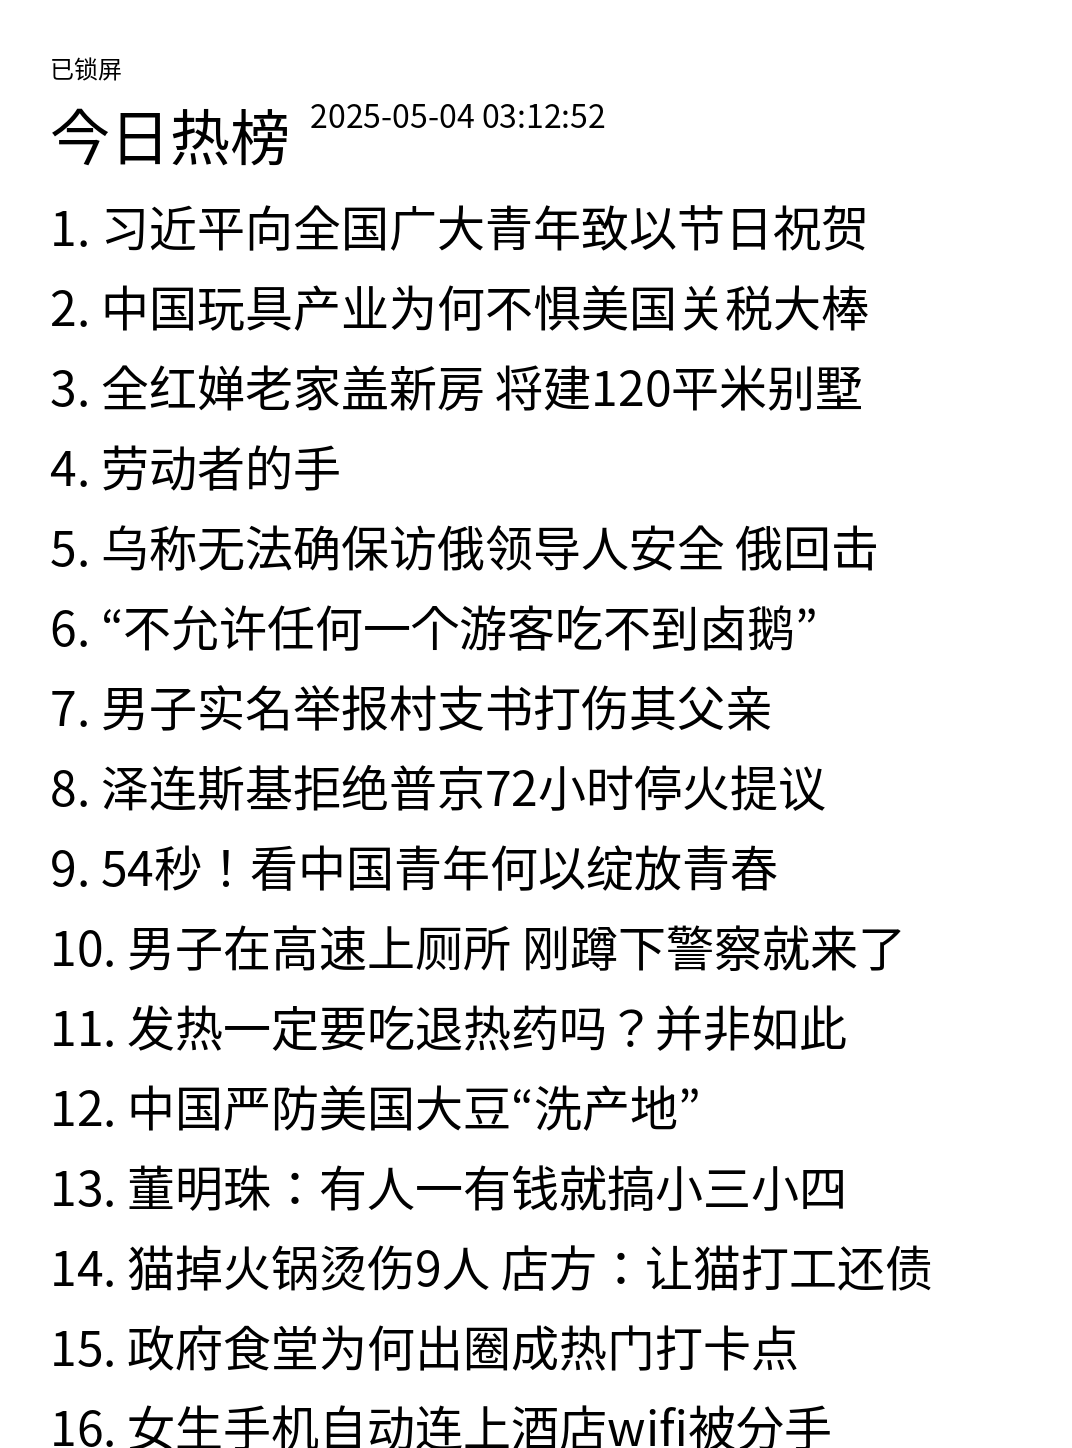 已锁屏
今日热榜 2025-05-04 03:12:52
1. 习近平向全国广大青年致以节日祝贺
2. 中国玩具产业为何不惧美国关税大棒
3. 全红婵老家盖新房 将建120平米别墅
4. 劳动者的手
5. 乌称无法确保访俄领导人安全 俄回击
6. “不允许任何一个游客吃不到卤鹅”
7. 男子实名举报村支书打伤其父亲
8. 泽连斯基拒绝普京72小时停火提议
9. 54秒！看中国青年何以绽放青春
10. 男子在高速上厕所 刚蹲下警察就来了
11. 发热一定要吃退热药吗？并非如此
12. 中国严防美国大豆“洗产地”
13. 董明珠：有人一有钱就搞小三小四
14. 猫掉火锅烫伤9人 店方：让猫打工还债
15. 政府食堂为何出圈成热门打卡点
16. 女生手机自动连上酒店wifi被分手